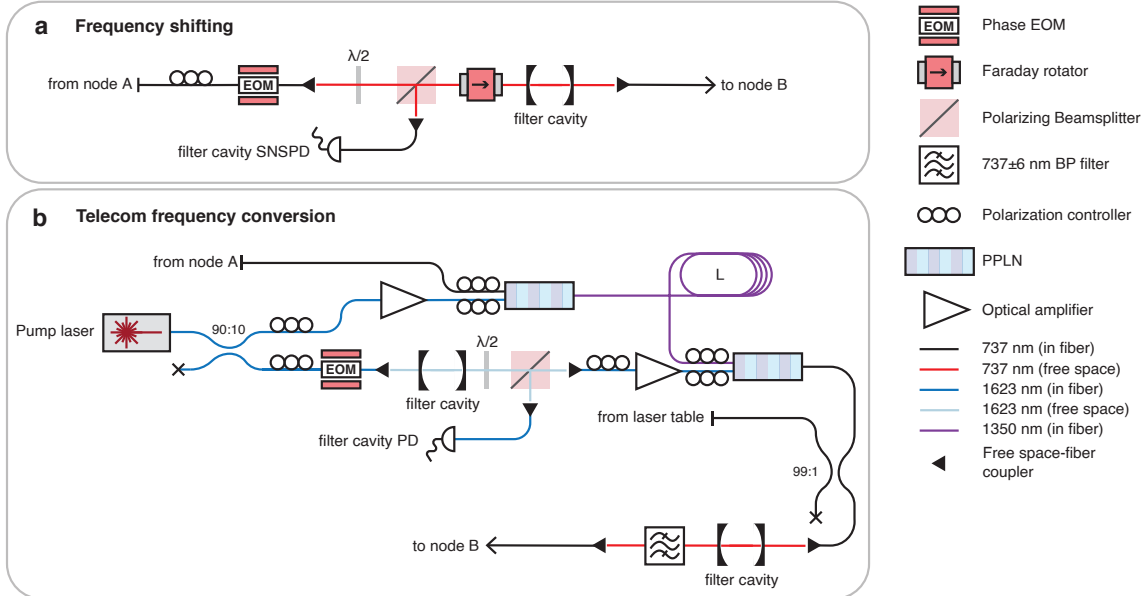 a Frequency shifting
from node A
EOM
λ/2
to node B
filter cavity
filter cavity SNSPD
b Telecom frequency conversion
from node A
L
Pump laser
90:10
EOM
λ/2
filter cavity
from laser table
filter cavity PD
99:1
to node B
filter cavity
EOM
Phase EOM
Faraday rotator
Polarizing Beamsplitter
737±6 nm BP filter
Polarization controller
PPLN
Optical amplifier
737 nm (in fiber)
737 nm (free space)
1623 nm (in fiber)
1623 nm (free space)
1350 nm (in fiber)
Free space-fiber
coupler